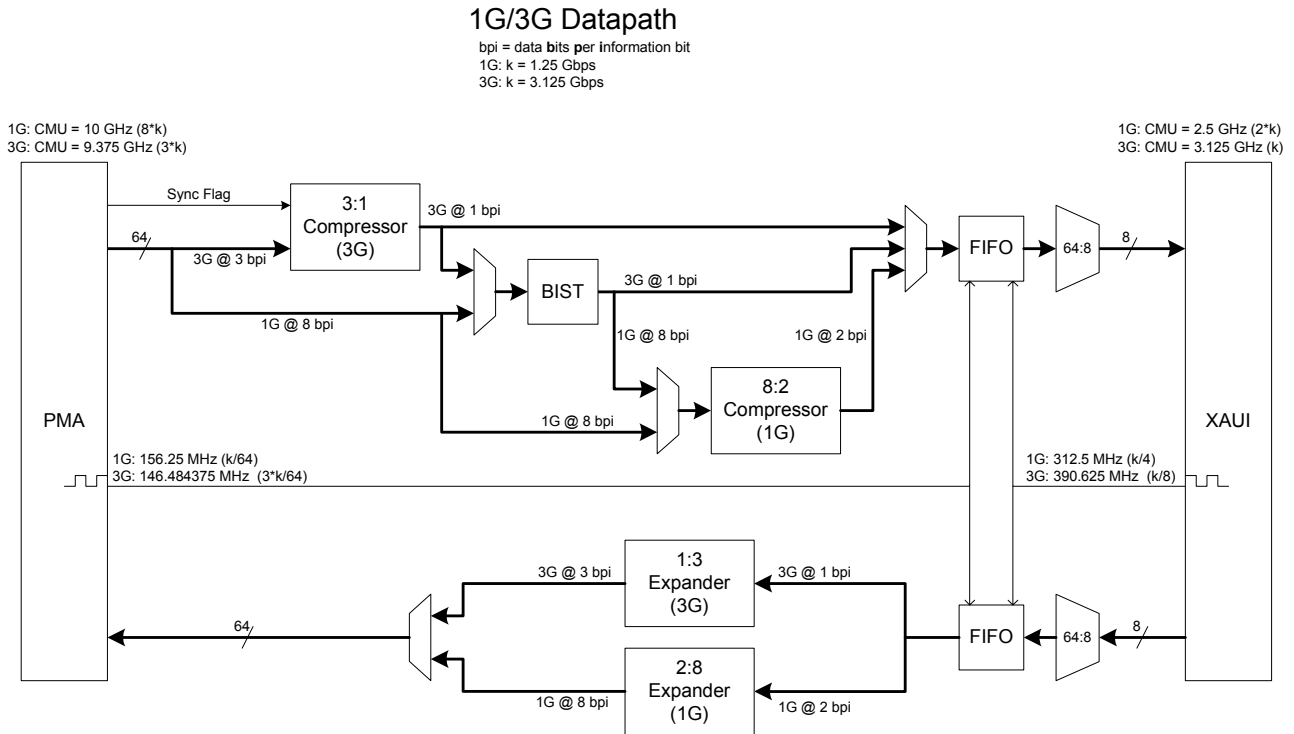 1G/3G Datapath
bpi = data bits per information bit
1G: k = 1.25 Gbps
3G: k = 3.125 Gbps
1G: CMU = 10 GHz (8*k)
3G: CMU = 9.375 GHz (3*k)
1G: CMU = 2.5 GHz (2*k)
3G: CMU = 3.125 GHz (k)
Sync Flag
3:1
Compressor
(3G)
3G @ 1 bpi
64
3G @ 3 bpi
FIFO
64:8
8
BIST
3G @ 1 bpi
1G @ 8 bpi
1G @ 8 bpi
1G @ 2 bpi
8:2
Compressor
(1G)
1G @ 8 bpi
PMA
XAUI
1G: 156.25 MHz (k/64)
3G: 146.484375 MHz (3*k/64)
1G: 312.5 MHz (k/4)
3G: 390.625 MHz (k/8)
1:3
Expander
(3G)
3G @ 3 bpi
3G @ 1 bpi
64
FIFO
64:8
8
2:8
Expander
(1G)
1G @ 8 bpi
1G @ 2 bpi